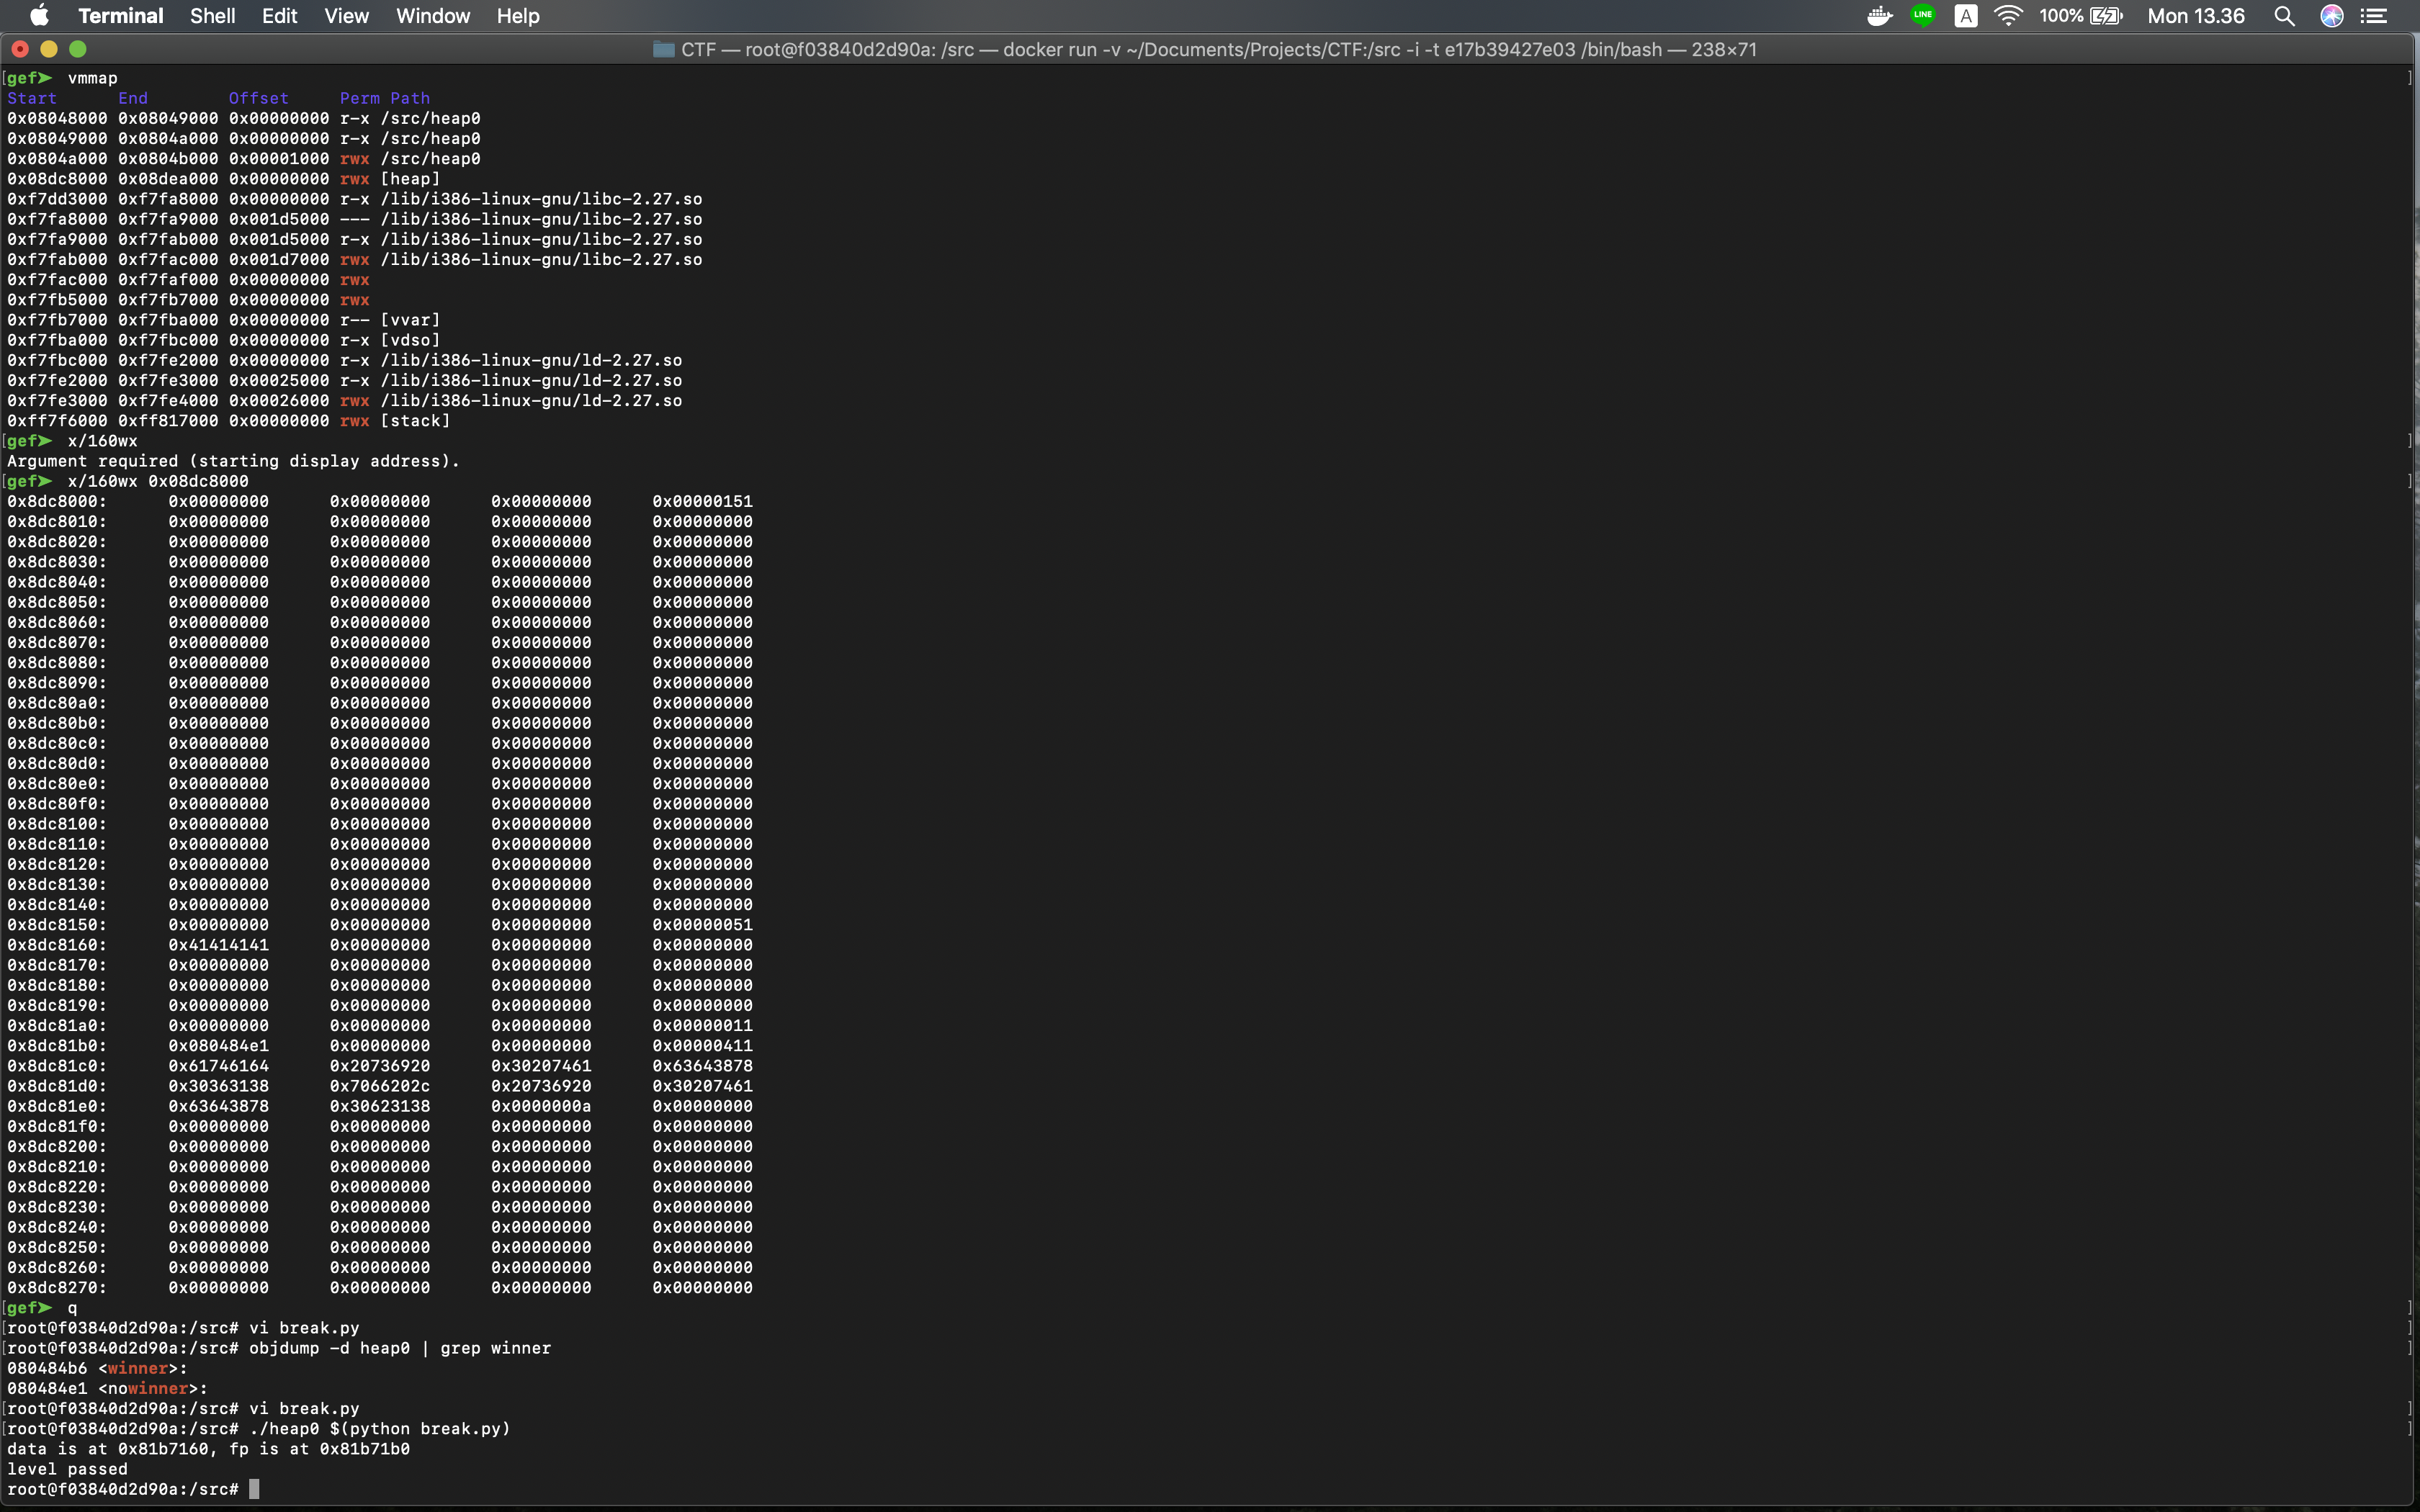 Terminal Shell Edit View Window Help LINE A 100% Mon 13.36
CTF — root@f03840d2d90a: /src — docker run -v ~/Documents/Projects/CTF:/src -i -t e17b39427e03 /bin/bash — 238×71
[gef➤ vmmap ]
Start End Offset Perm Path
0x08048000 0x08049000 0x00000000 r-x /src/heap0
0x08049000 0x0804a000 0x00000000 r-x /src/heap0
0x0804a000 0x0804b000 0x00001000 rwx /src/heap0
0x08dc8000 0x08dea000 0x00000000 rwx [heap]
0xf7dd3000 0xf7fa8000 0x00000000 r-x /lib/i386-linux-gnu/libc-2.27.so
0xf7fa8000 0xf7fa9000 0x001d5000 --- /lib/i386-linux-gnu/libc-2.27.so
0xf7fa9000 0xf7fab000 0x001d5000 r-x /lib/i386-linux-gnu/libc-2.27.so
0xf7fab000 0xf7fac000 0x001d7000 rwx /lib/i386-linux-gnu/libc-2.27.so
0xf7fac000 0xf7faf000 0x00000000 rwx
0xf7fb5000 0xf7fb7000 0x00000000 rwx
0xf7fb7000 0xf7fba000 0x00000000 r-- [vvar]
0xf7fba000 0xf7fbc000 0x00000000 r-x [vdso]
0xf7fbc000 0xf7fe2000 0x00000000 r-x /lib/i386-linux-gnu/ld-2.27.so
0xf7fe2000 0xf7fe3000 0x00025000 r-x /lib/i386-linux-gnu/ld-2.27.so
0xf7fe3000 0xf7fe4000 0x00026000 rwx /lib/i386-linux-gnu/ld-2.27.so
0xff7f6000 0xff817000 0x00000000 rwx [stack]
[gef➤ x/160wx ]
Argument required (starting display address).
[gef➤ x/160wx 0x08dc8000 ]
0x8dc8000: 0x00000000 0x00000000 0x00000000 0x00000151
0x8dc8010: 0x00000000 0x00000000 0x00000000 0x00000000
0x8dc8020: 0x00000000 0x00000000 0x00000000 0x00000000
0x8dc8030: 0x00000000 0x00000000 0x00000000 0x00000000
0x8dc8040: 0x00000000 0x00000000 0x00000000 0x00000000
0x8dc8050: 0x00000000 0x00000000 0x00000000 0x00000000
0x8dc8060: 0x00000000 0x00000000 0x00000000 0x00000000
0x8dc8070: 0x00000000 0x00000000 0x00000000 0x00000000
0x8dc8080: 0x00000000 0x00000000 0x00000000 0x00000000
0x8dc8090: 0x00000000 0x00000000 0x00000000 0x00000000
0x8dc80a0: 0x00000000 0x00000000 0x00000000 0x00000000
0x8dc80b0: 0x00000000 0x00000000 0x00000000 0x00000000
0x8dc80c0: 0x00000000 0x00000000 0x00000000 0x00000000
0x8dc80d0: 0x00000000 0x00000000 0x00000000 0x00000000
0x8dc80e0: 0x00000000 0x00000000 0x00000000 0x00000000
0x8dc80f0: 0x00000000 0x00000000 0x00000000 0x00000000
0x8dc8100: 0x00000000 0x00000000 0x00000000 0x00000000
0x8dc8110: 0x00000000 0x00000000 0x00000000 0x00000000
0x8dc8120: 0x00000000 0x00000000 0x00000000 0x00000000
0x8dc8130: 0x00000000 0x00000000 0x00000000 0x00000000
0x8dc8140: 0x00000000 0x00000000 0x00000000 0x00000000
0x8dc8150: 0x00000000 0x00000000 0x00000000 0x00000051
0x8dc8160: 0x41414141 0x00000000 0x00000000 0x00000000
0x8dc8170: 0x00000000 0x00000000 0x00000000 0x00000000
0x8dc8180: 0x00000000 0x00000000 0x00000000 0x00000000
0x8dc8190: 0x00000000 0x00000000 0x00000000 0x00000000
0x8dc81a0: 0x00000000 0x00000000 0x00000000 0x00000011
0x8dc81b0: 0x080484e1 0x00000000 0x00000000 0x00000411
0x8dc81c0: 0x61746164 0x20736920 0x30207461 0x63643878
0x8dc81d0: 0x30363138 0x7066202c 0x20736920 0x30207461
0x8dc81e0: 0x63643878 0x30623138 0x0000000a 0x00000000
0x8dc81f0: 0x00000000 0x00000000 0x00000000 0x00000000
0x8dc8200: 0x00000000 0x00000000 0x00000000 0x00000000
0x8dc8210: 0x00000000 0x00000000 0x00000000 0x00000000
0x8dc8220: 0x00000000 0x00000000 0x00000000 0x00000000
0x8dc8230: 0x00000000 0x00000000 0x00000000 0x00000000
0x8dc8240: 0x00000000 0x00000000 0x00000000 0x00000000
0x8dc8250: 0x00000000 0x00000000 0x00000000 0x00000000
0x8dc8260: 0x00000000 0x00000000 0x00000000 0x00000000
0x8dc8270: 0x00000000 0x00000000 0x00000000 0x00000000
[gef➤ q ]
[root@f03840d2d90a:/src# vi break.py ]
[root@f03840d2d90a:/src# objdump -d heap0 | grep winner ]
080484b6 <winner>:
080484e1 <nowinner>:
[root@f03840d2d90a:/src# vi break.py ]
[root@f03840d2d90a:/src# ./heap0 $(python break.py) ]
data is at 0x81b7160, fp is at 0x81b71b0
level passed
root@f03840d2d90a:/src#